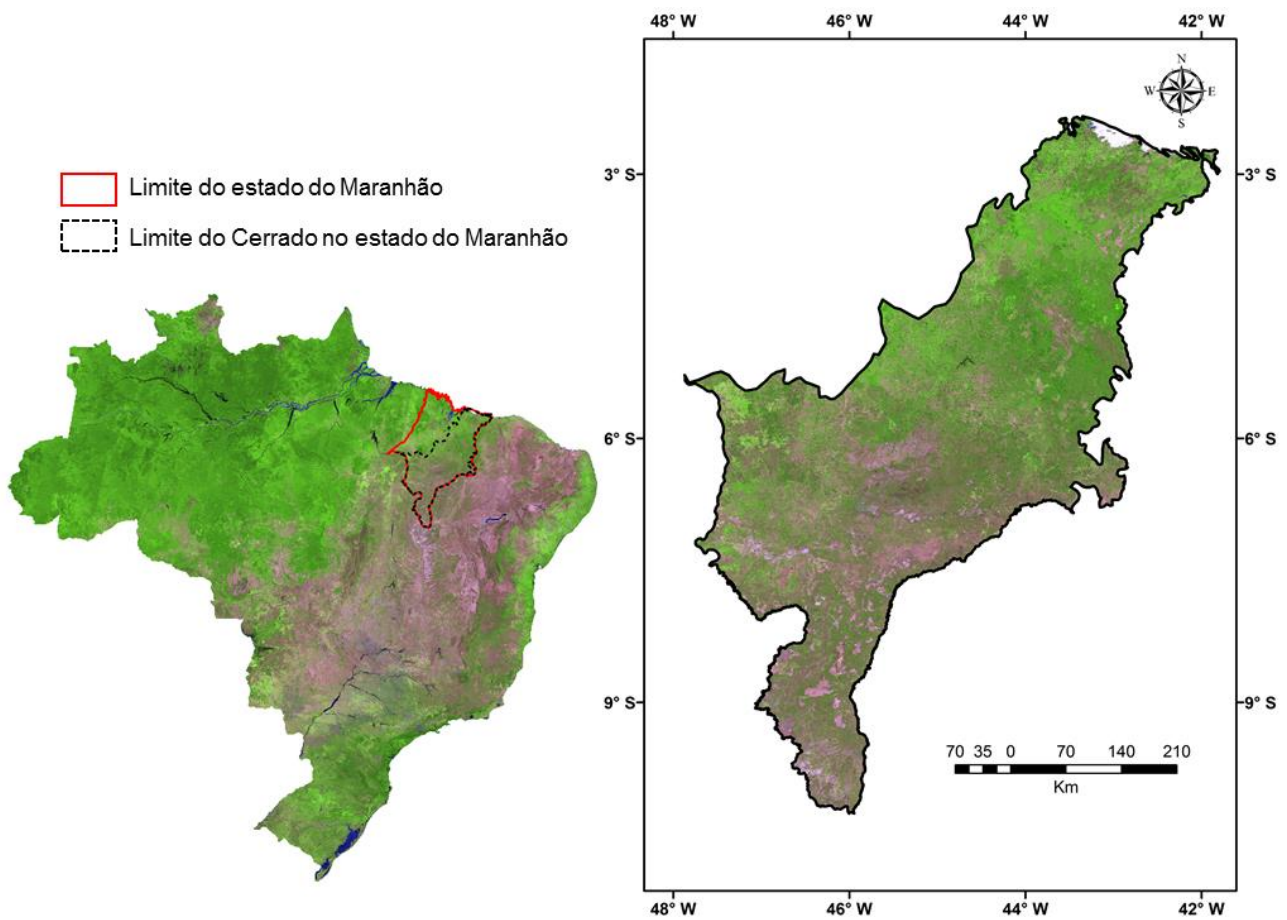 48° W 46° W 44° W 42° W
N
W E
S
Limite do estado do Maranhão
Limite do Cerrado no estado do Maranhão
3° S 3° S
6° S 6° S
9° S 9° S
70 35 0 70 140 210
Km
48° W 46° W 44° W 42° W